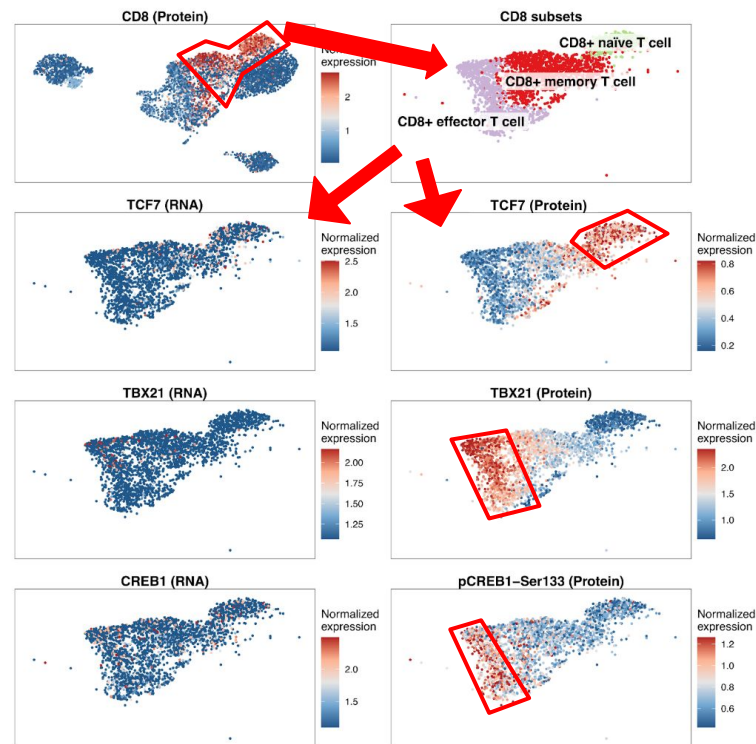 CD8 (Protein)
CD8 subsets
Normalized
expression
2
1
CD8+ naïve T cell
CD8+ memory T cell
CD8+ effector T cell
TCF7 (RNA)
Normalized
expression
2.5
2.0
1.5
TCF7 (Protein)
Normalized
expression
0.8
0.6
0.4
0.2
TBX21 (RNA)
Normalized
expression
2.00
1.75
1.50
1.25
TBX21 (Protein)
Normalized
expression
2.0
1.5
1.0
CREB1 (RNA)
Normalized
expression
2.0
1.5
pCREB1–Ser133 (Protein)
Normalized
expression
1.2
1.0
0.8
0.6